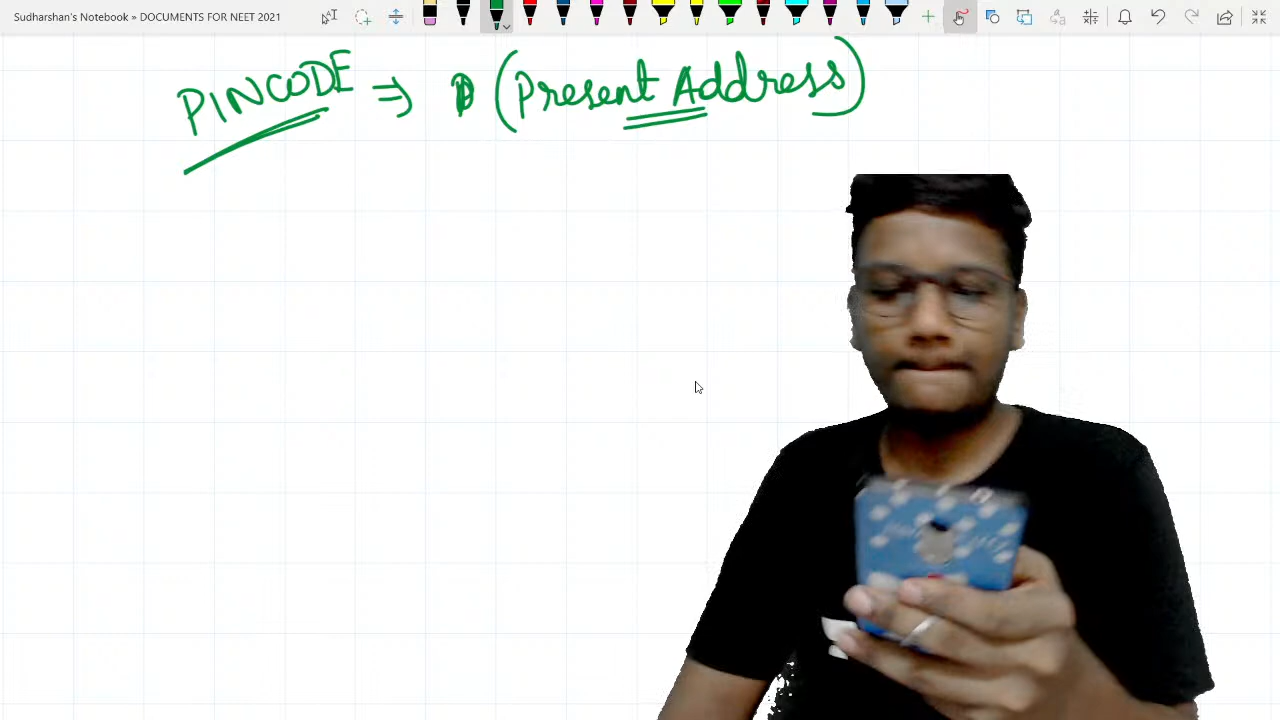 Sudharshan's Notebook » DOCUMENTS FOR NEET 2021
PINCODE ⇒ (Present Address)